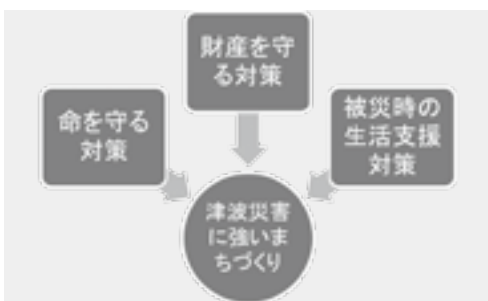 財産を守
る対策
命を守る
対策
被災時の
生活支援
対策
津波災害
に強いま
ちづくり